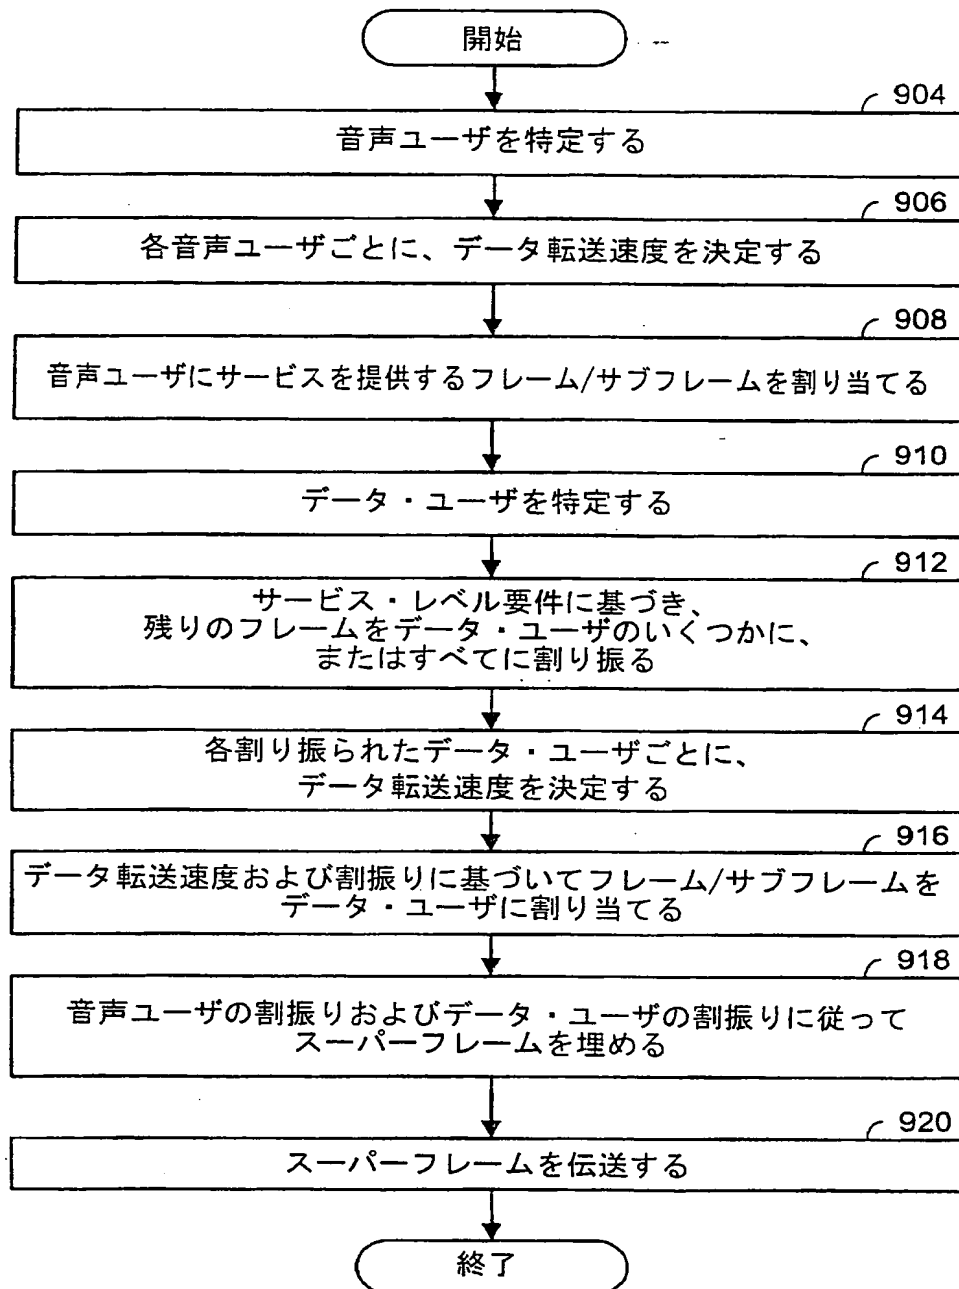 開始
904
音声ユーザを特定する
906
各音声ユーザごとに、データ転送速度を決定する
908
音声ユーザにサービスを提供するフレーム/サブフレームを割り当てる
910
データ・ユーザを特定する
912
サービス・レベル要件に基づき、
残りのフレームをデータ・ユーザのいくつかに、
またはすべてに割り振る
914
各割り振られたデータ・ユーザごとに、
データ転送速度を決定する
916
データ転送速度および割振りに基づいてフレーム/サブフレームを
データ・ユーザに割り当てる
918
音声ユーザの割振りおよびデータ・ユーザの割振りに従って
スーパーフレームを埋める
920
スーパーフレームを伝送する
終了